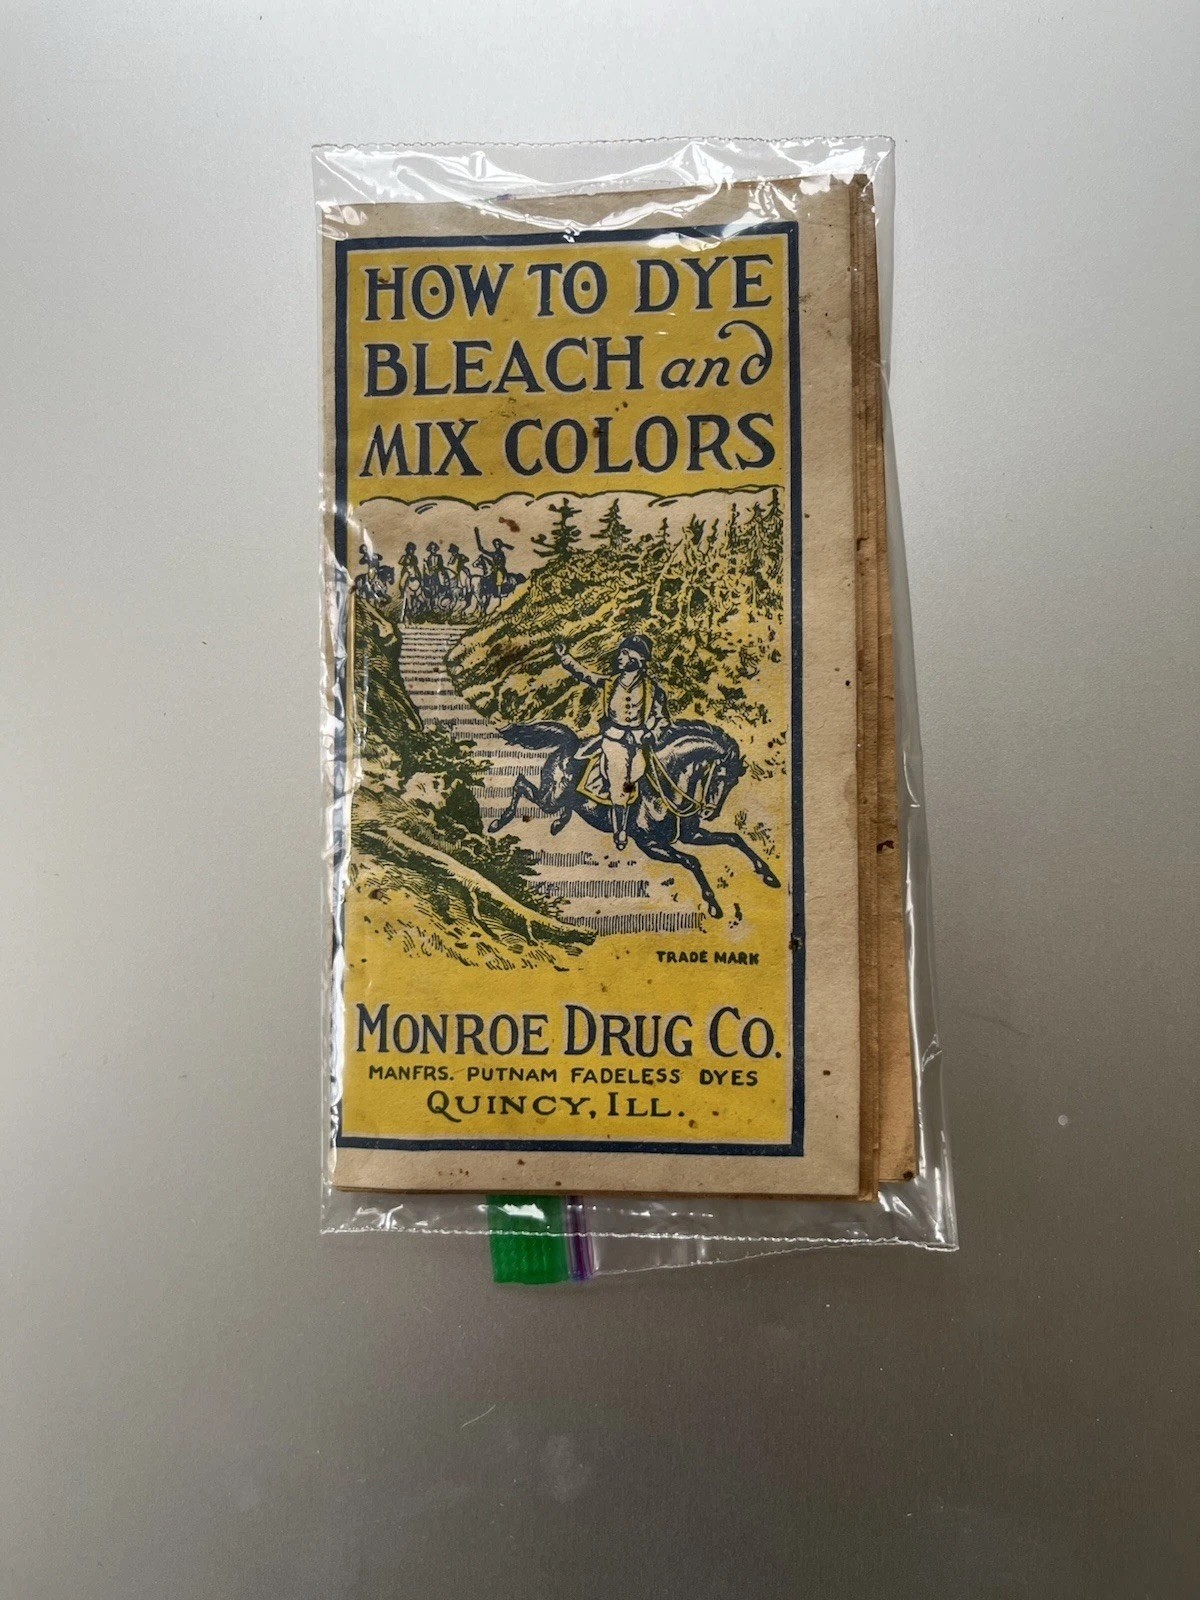 HOW TO DYE
BLEACH and
MIX COLORS
TRADE MARK
MONROE DRUG CO.
MANFRS. PUTNAM FADELESS DYES
QUINCY, ILL.